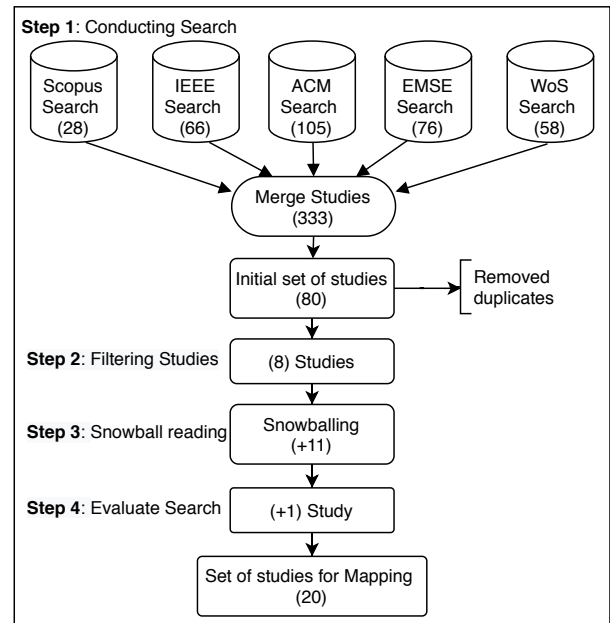 Step 1: Conducting Search
Scopus
Search
(28)
IEEE
Search
(66)
ACM
Search
(105)
EMSE
Search
(76)
WoS
Search
(58)
Merge Studies
(333)
Initial set of studies
(80)
Removed
duplicates
Step 2: Filtering Studies
(8) Studies
Step 3: Snowball reading
Snowballing
(+11)
Step 4: Evaluate Search
(+1) Study
Set of studies for Mapping
(20)